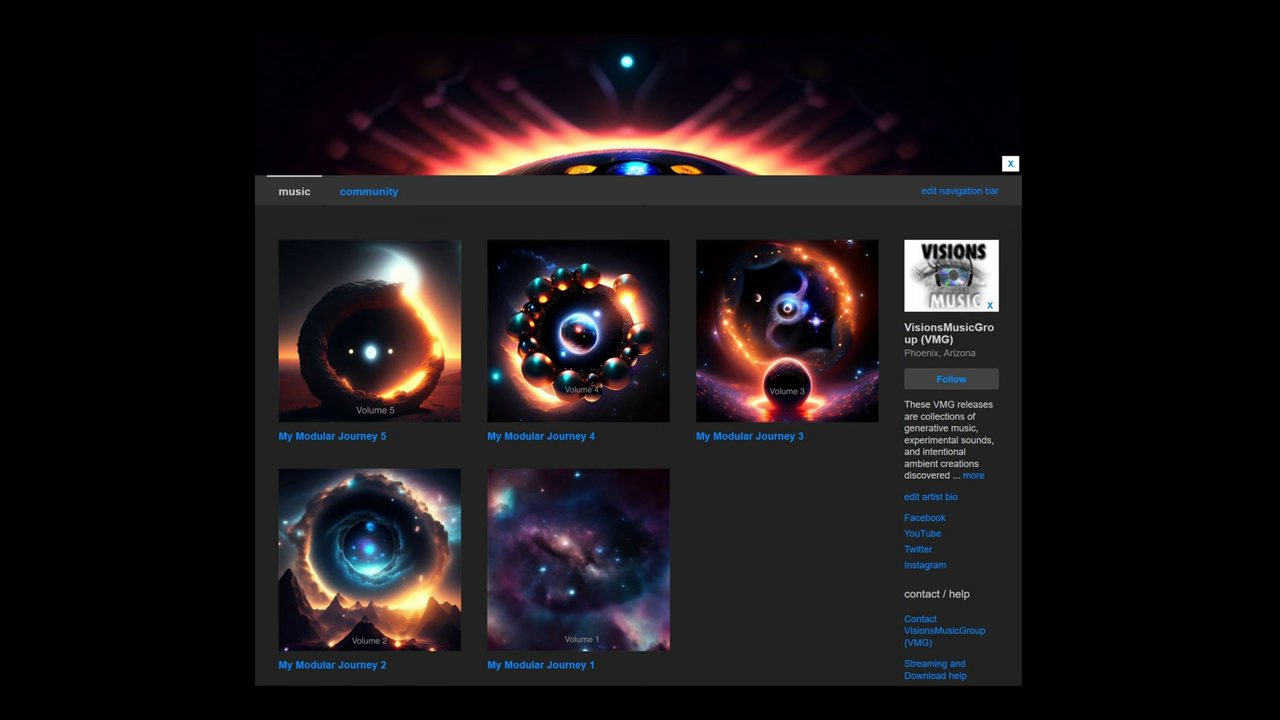 X
music
community
edit navigation bar
VISIONS
MUSIC
X
VisionsMusicGro
up (VMG)
Phoenix, Arizona
Follow
These VMG releases
are collections of
generative music,
experimental sounds,
and intentional
ambient creations
discovered ... more
edit artist bio
Facebook
YouTube
Twitter
Instagram
contact / help
Contact
VisionsMusicGroup
(VMG)
Streaming and
Download help
Volume 5
My Modular Journey 5
Volume 4
My Modular Journey 4
Volume 3
My Modular Journey 3
Volume 2
My Modular Journey 2
Volume 1
My Modular Journey 1